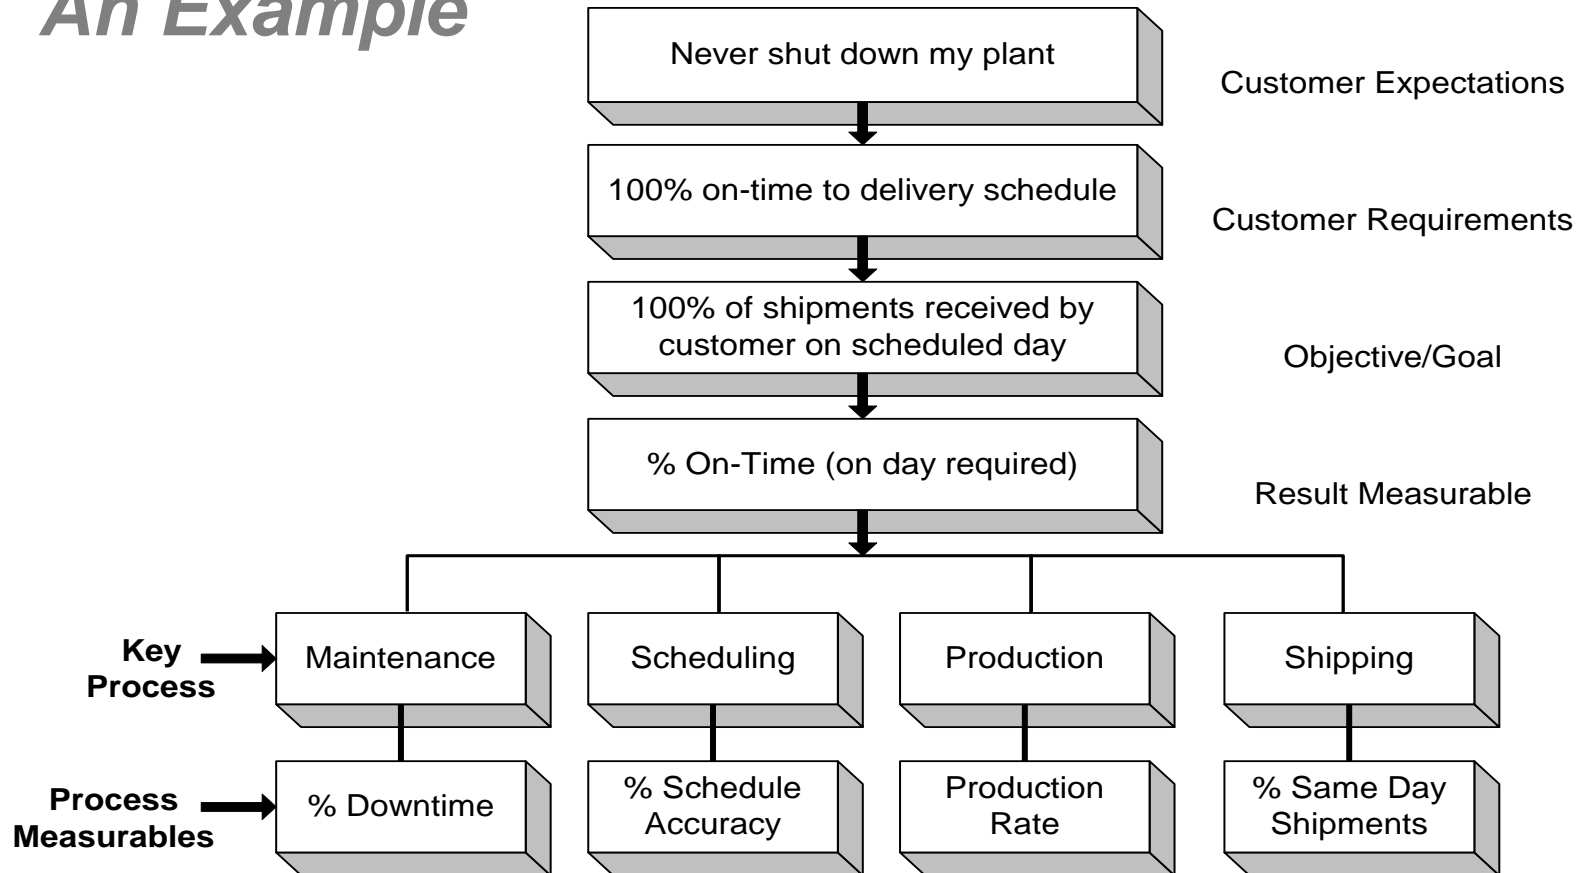 An Example
Never shut down my plant
Customer Expectations
100% on-time to delivery schedule
Customer Requirements
100% of shipments received by
customer on scheduled day
Objective/Goal
% On-Time (on day required)
Result Measurable
Key
Process
Maintenance
Scheduling
Production
Shipping
Process
Measurables
% Downtime
% Schedule
Accuracy
Production
Rate
% Same Day
Shipments